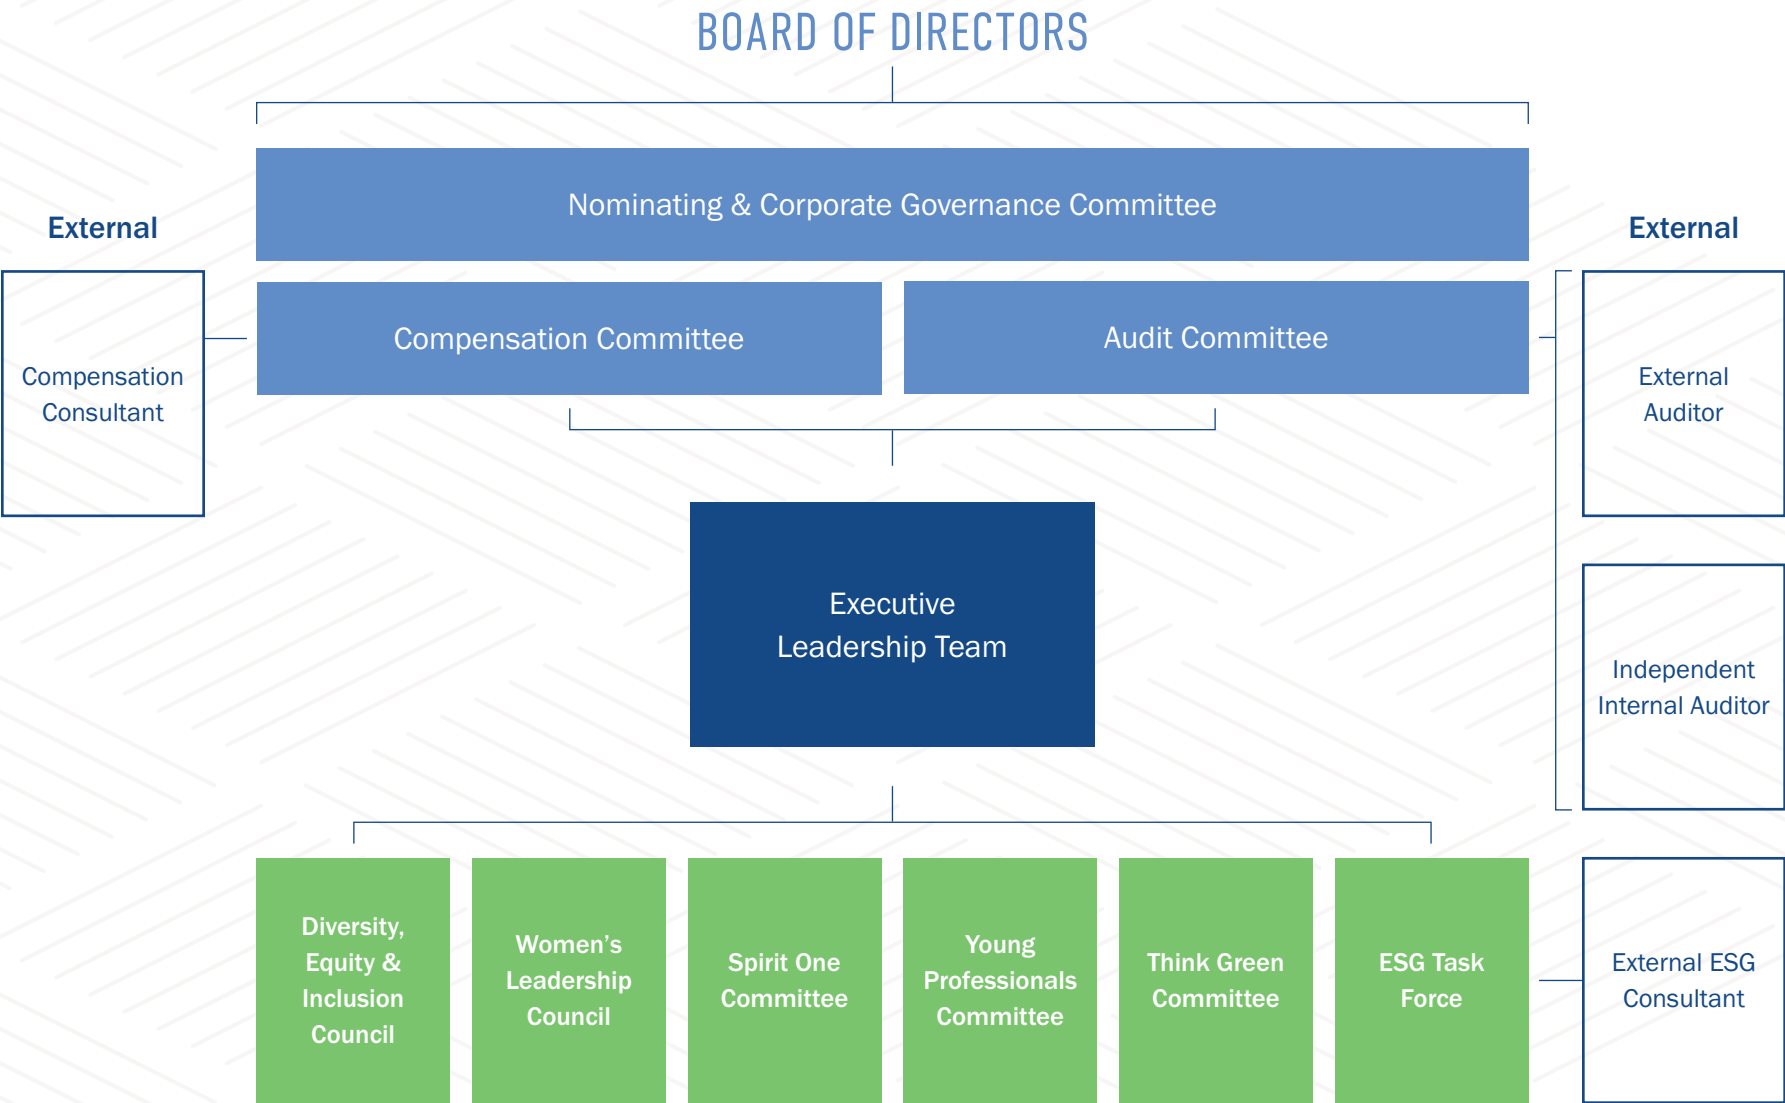 BOARD OF DIRECTORS
Nominating & Corporate Governance Committee
External
External
Compensation
Consultant
Compensation Committee
Audit Committee
External
Auditor
Executive
Leadership Team
Independent
Internal Auditor
Diversity,
Equity &
Inclusion
Council
Women’s
Leadership
Council
Spirit One
Committee
Young
Professionals
Committee
Think Green
Committee
ESG Task
Force
External ESG
Consultant